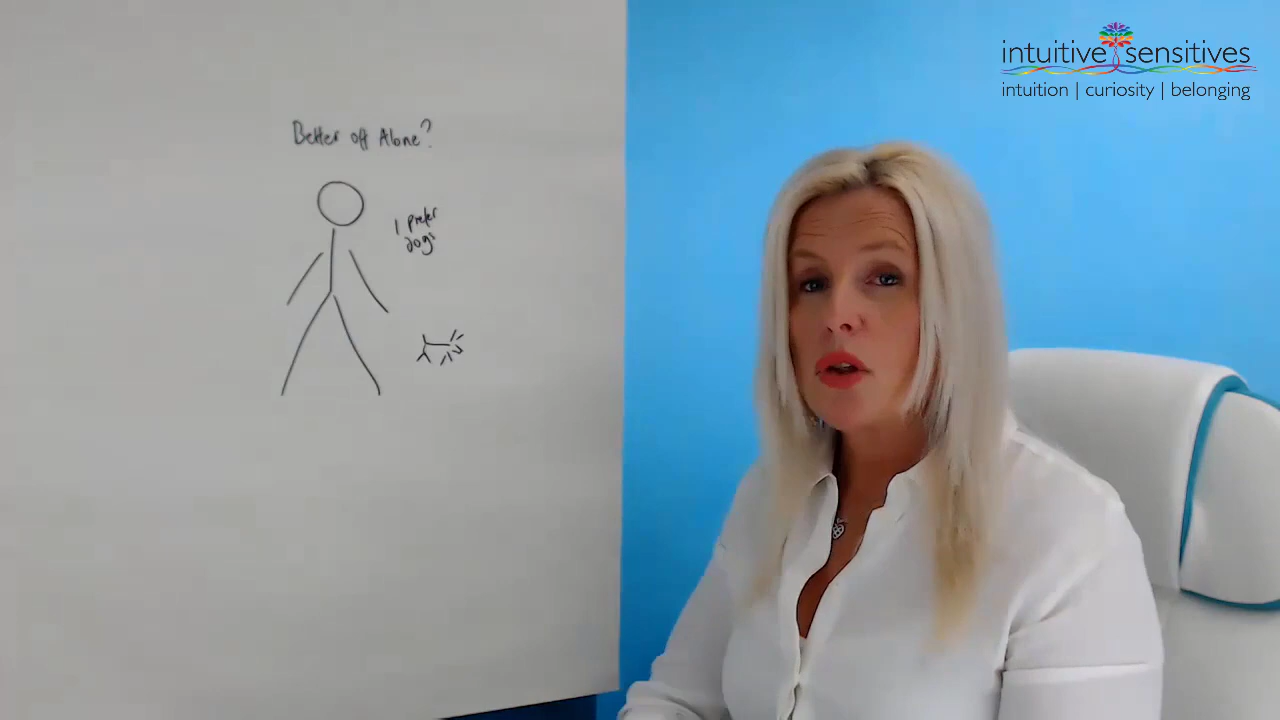 Better off Alone?
I prefer
dogs
intuitive sensitives
intuition | curiosity | belonging